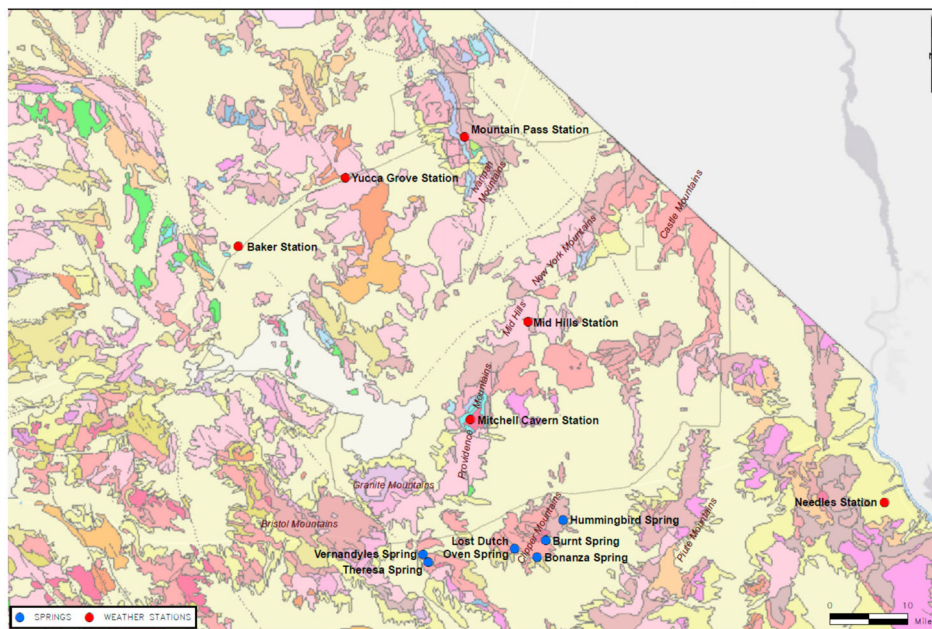 Mountain Pass Station
Yucca Grove Station
Ivanpah
Mountains
Castle Mountains
Baker Station
New York Mountains
Mid Hills
Mid Hills Station
Mountains
Mitchell Cavern Station
Providence
Granite Mountains
Needles Station
Bristol Mountains
Clipper Mountains
Hummingbird Spring
Piute Mountains
Lost Dutch
Oven Spring
Burnt Spring
Vernandyles Spring
Bonanza Spring
Theresa Spring
0 10
Mile
SPRINGS WEATHER STATIONS